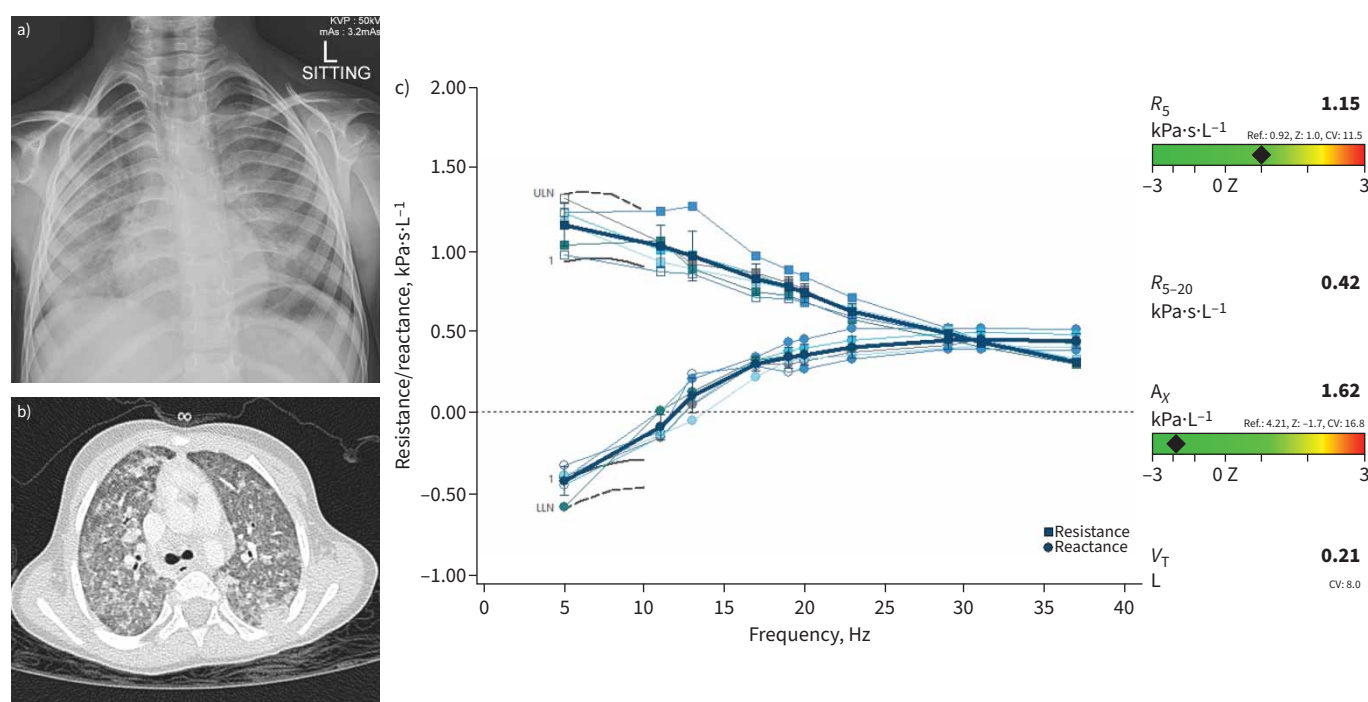 a)
KVP : 50kV
mAs : 3.2mAs
L
SITTING
b)
∞
c)
2.00
1.50
1.00
0.50
0.00
–0.50
–1.00
Resistance/reactance, kPa·s·L–1
ULN
1
1
LLN
0 5 10 15 20 25 30 35 40
Frequency, Hz
Resistance
Reactance
R5 1.15
kPa·s·L–1 Ref.: 0.92, Z: 1.0, CV: 11.5
–3 0 Z 3
R5–20 0.42
kPa·s·L–1
AX 1.62
kPa·L–1 Ref.: 4.21, Z: –1.7, CV: 16.8
–3 0 Z 3
VT 0.21
L CV: 8.0